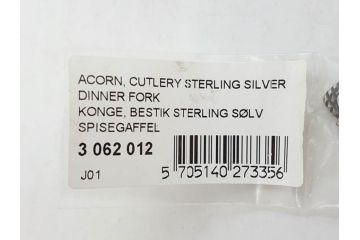 ACORN, CUTLERY STERLING SILVER
DINNER FORK
KONGE, BESTIK STERLING SØLV
SPISEGAFFEL
3 062 012
J01
5 705140 273356